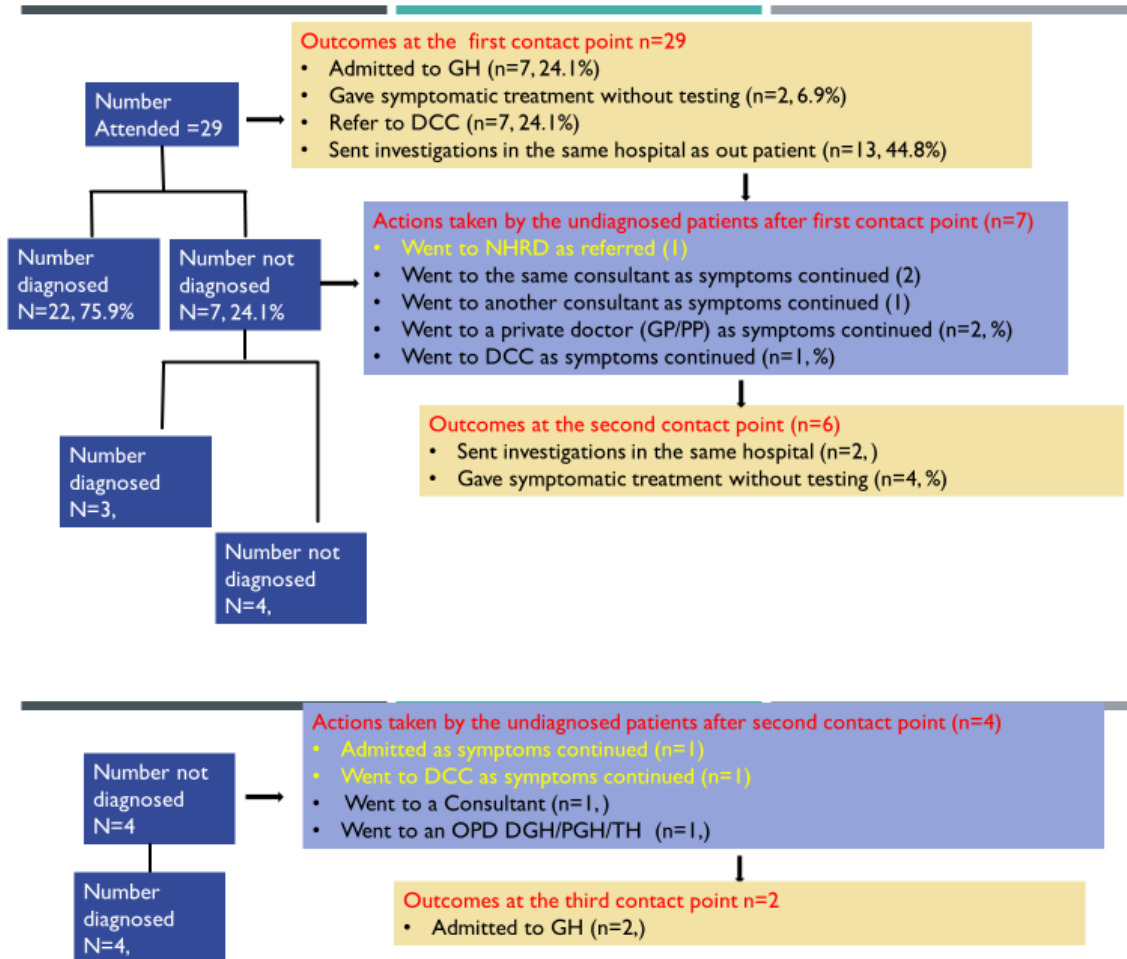 Outcomes at the first contact point n=29
• Admitted to GH (n=7, 24.1%)
• Gave symptomatic treatment without testing (n=2, 6.9%)
• Refer to DCC (n=7, 24.1%)
• Sent investigations in the same hospital as out patient (n=13, 44.8%)
Number
Attended =29
Actions taken by the undiagnosed patients after first contact point (n=7)
• Went to NHRD as referred (1)
• Went to the same consultant as symptoms continued (2)
• Went to another consultant as symptoms continued (1)
• Went to a private doctor (GP/PP) as symptoms continued (n=2, %)
• Went to DCC as symptoms continued (n=1, %)
Number
diagnosed
N=22, 75.9%
Number not
diagnosed
N=7, 24.1%
Outcomes at the second contact point (n=6)
• Sent investigations in the same hospital (n=2, )
• Gave symptomatic treatment without testing (n=4, %)
Number
diagnosed
N=3,
Number not
diagnosed
N=4,
Actions taken by the undiagnosed patients after second contact point (n=4)
• Admitted as symptoms continued (n=1)
• Went to DCC as symptoms continued (n=1)
• Went to a Consultant (n=1, )
• Went to an OPD DGH/PGH/TH (n=1,)
Number not
diagnosed
N=4
Number
diagnosed
N=4,
Outcomes at the third contact point n=2
• Admitted to GH (n=2,)